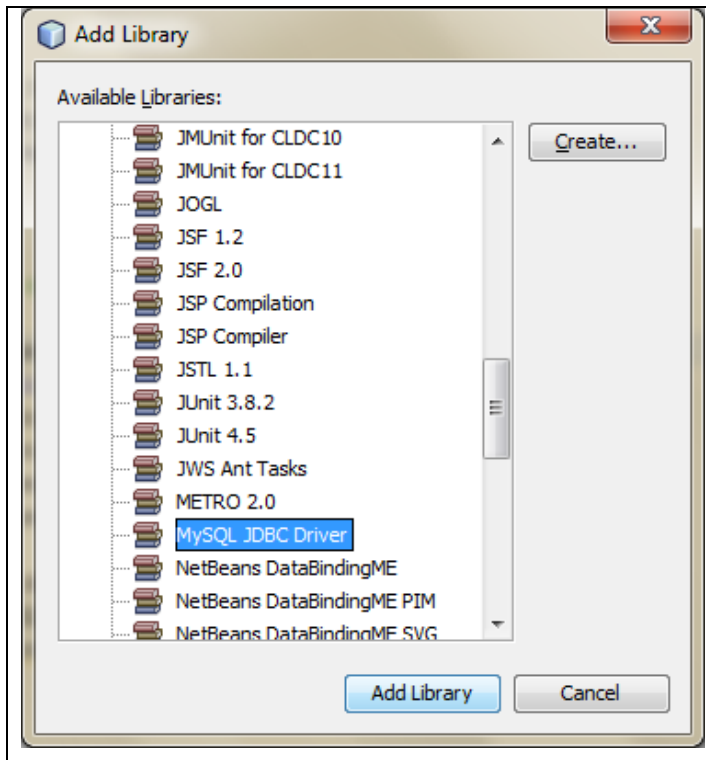 Add Library
Available Libraries:
JMUnit for CLDC10
Create...
JMUnit for CLDC11
JOGL
JSF 1.2
JSF 2.0
JSP Compilation
JSP Compiler
JSTL 1.1
JUnit 3.8.2
JUnit 4.5
JWS Ant Tasks
METRO 2.0
MySQL JDBC Driver
NetBeans DataBindingME
NetBeans DataBindingME PIM
NetBeans DataBindingME SVG
Add Library
Cancel